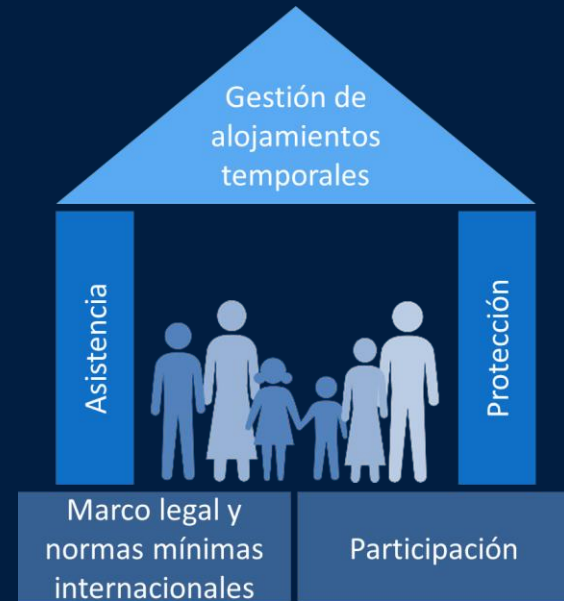 Gestión de
alojamientos
temporales
Asistencia
Protección
Marco legal y
normas mínimas
internacionales
Participación